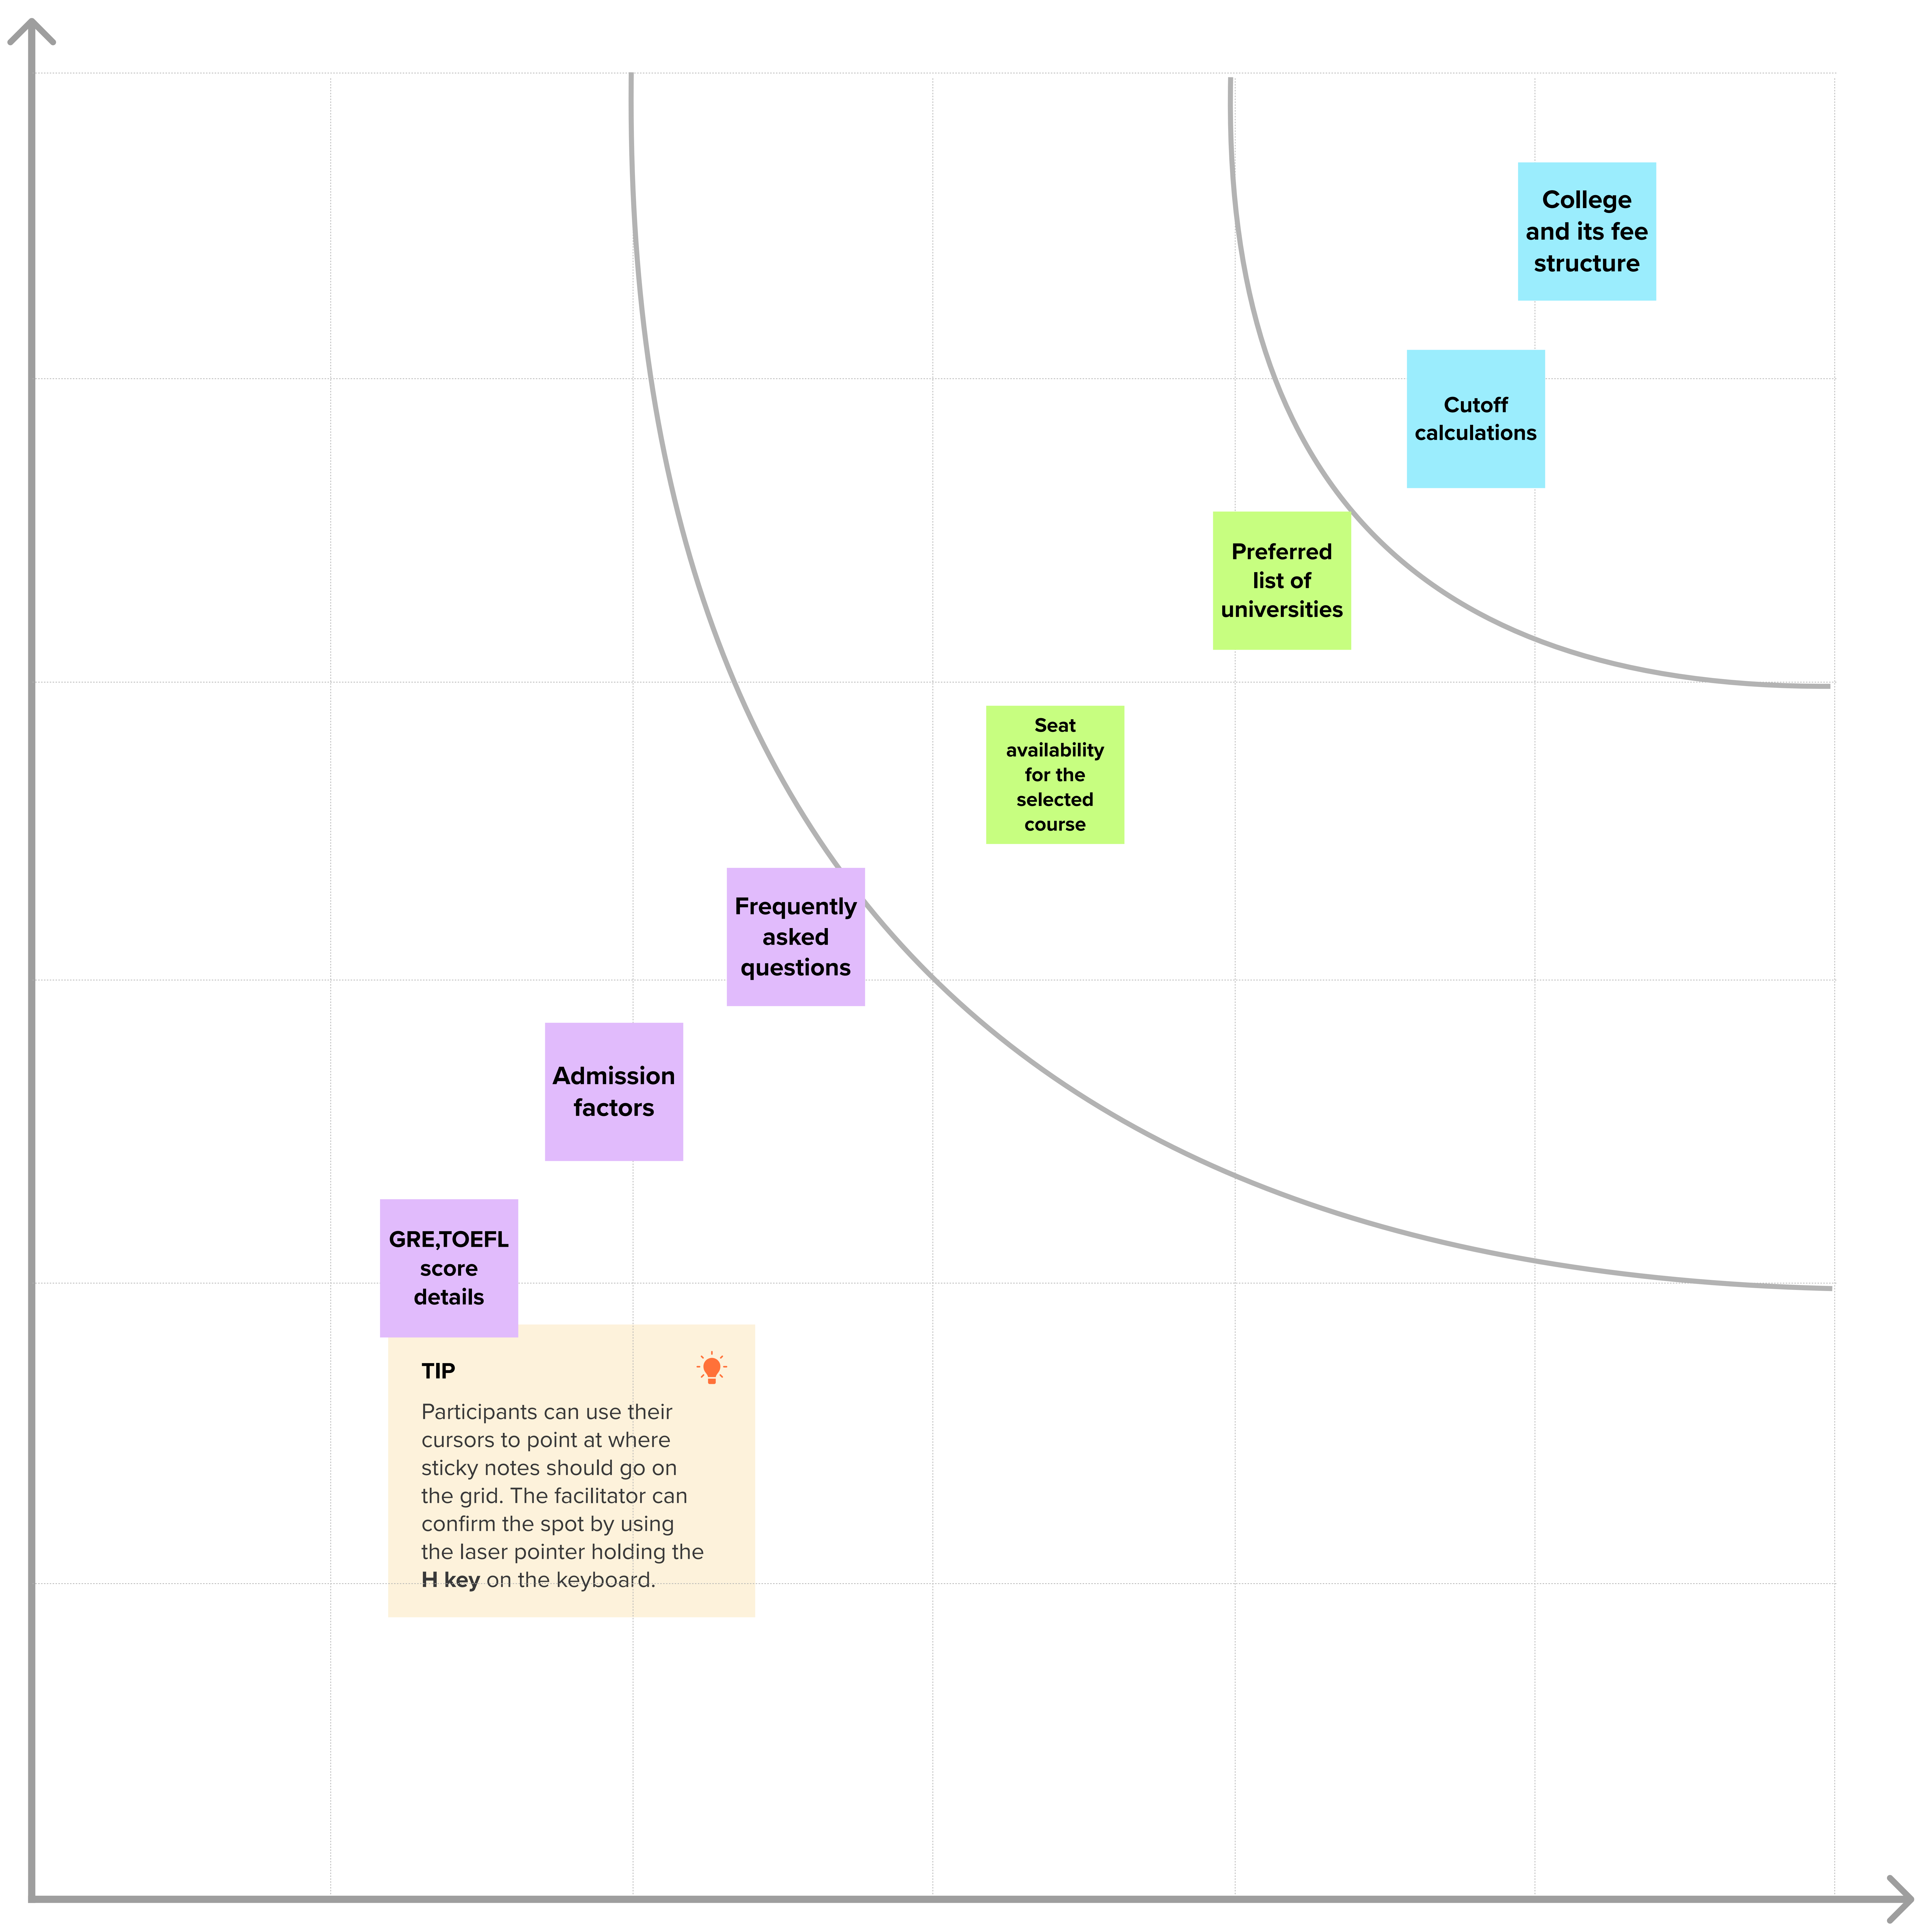 College
and its fee
structure
Cutoff
calculations
Preferred
list of
universities
Seat
availability
for the
selected
course
Frequently
asked
questions
Admission
factors
GRE,TOEFL
score
details
TIP
Participants can use their
cursors to point at where
sticky notes should go on
the grid. The facilitator can
confirm the spot by using
the laser pointer holding the
H key on the keyboard.